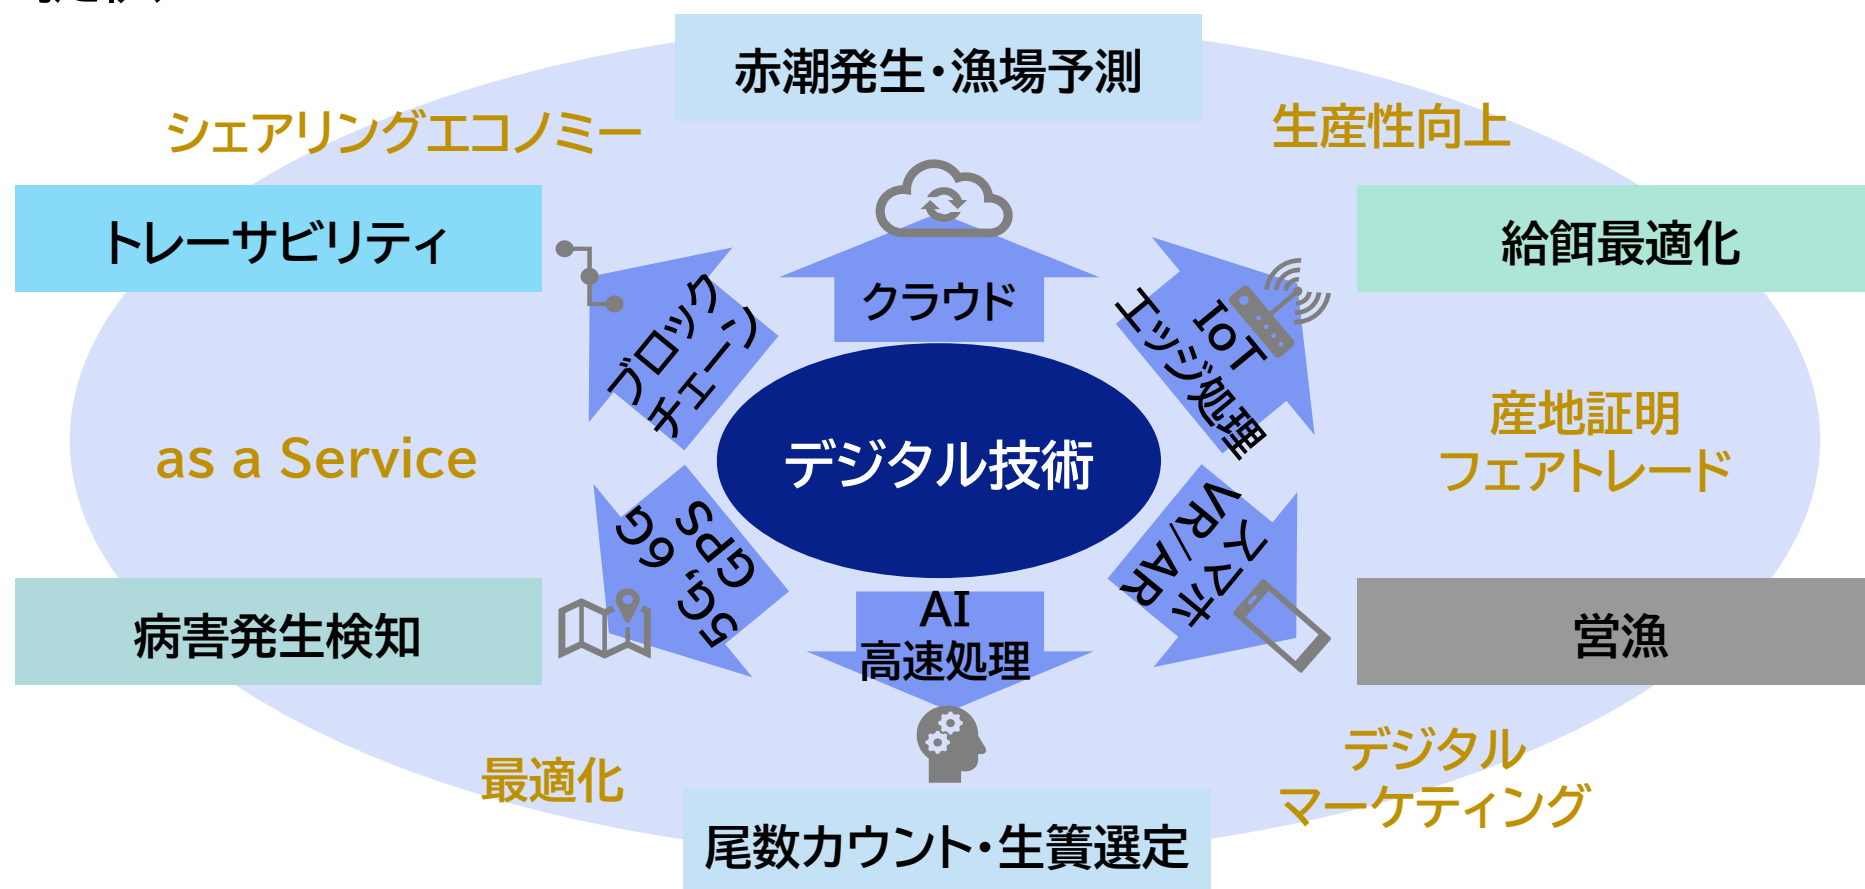 赤潮発生・漁場予測
シェアリングエコノミー
生産性向上
トレーサビリティ
給餌最適化
ブロック
チェーン
クラウド
IoT
エッジ処理
デジタル技術
as a Service
産地証明
フェアトレード
5G, 6G
GPS
AI
高速処理
スマホ
VR/AR
病害発生検知
営漁
最適化
デジタル
マーケティング
尾数カウント・生簀選定